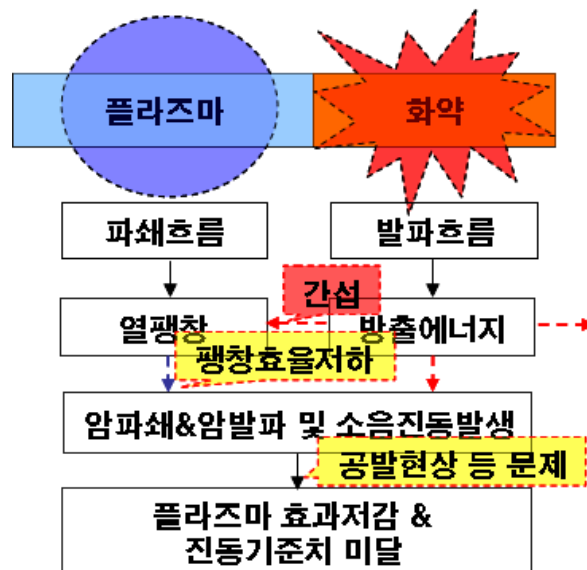 플라즈마
화약
파쇄흐름
발파흐름
간섭
열팽창
방출에너지
팽창효율저하
암파쇄&암발파 및 소음진동발생
공발현상 등 문제
플라즈마 효과저감 &
진동기준치 미달